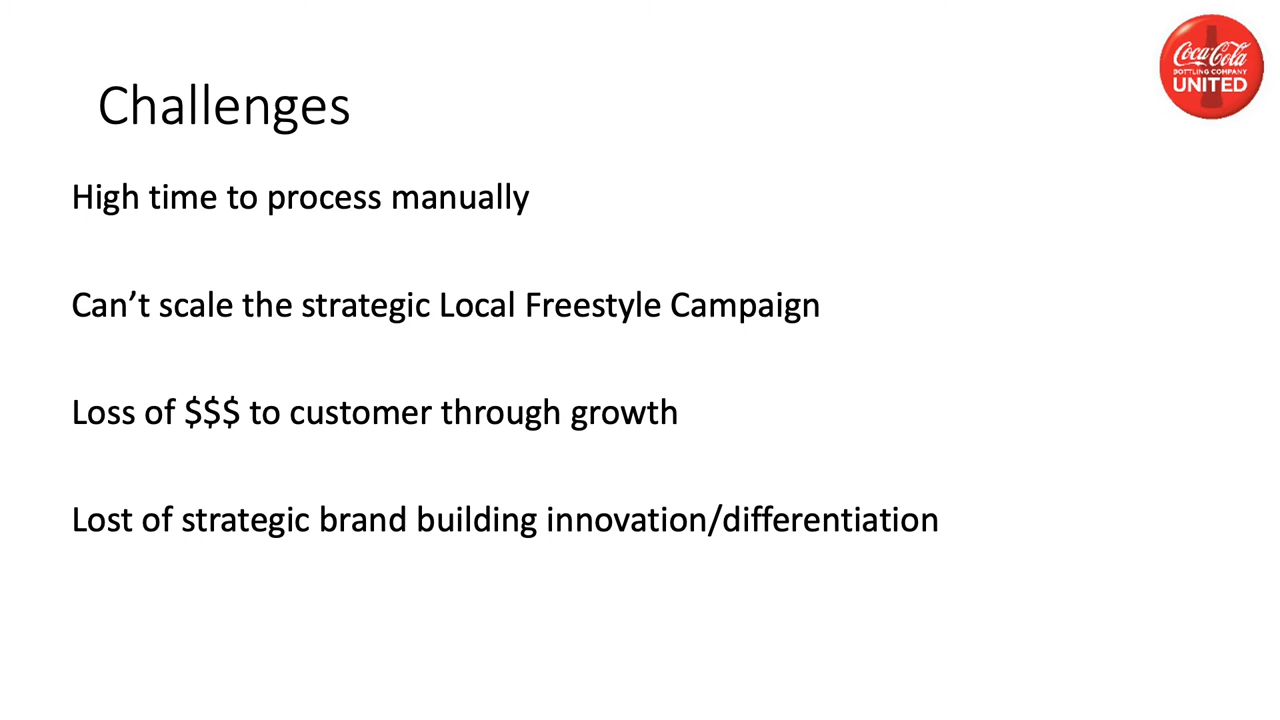 Coca-Cola
BOTTLING COMPANY
UNITED
Challenges
High time to process manually
Can’t scale the strategic Local Freestyle Campaign
Loss of $$$ to customer through growth
Lost of strategic brand building innovation/differentiation